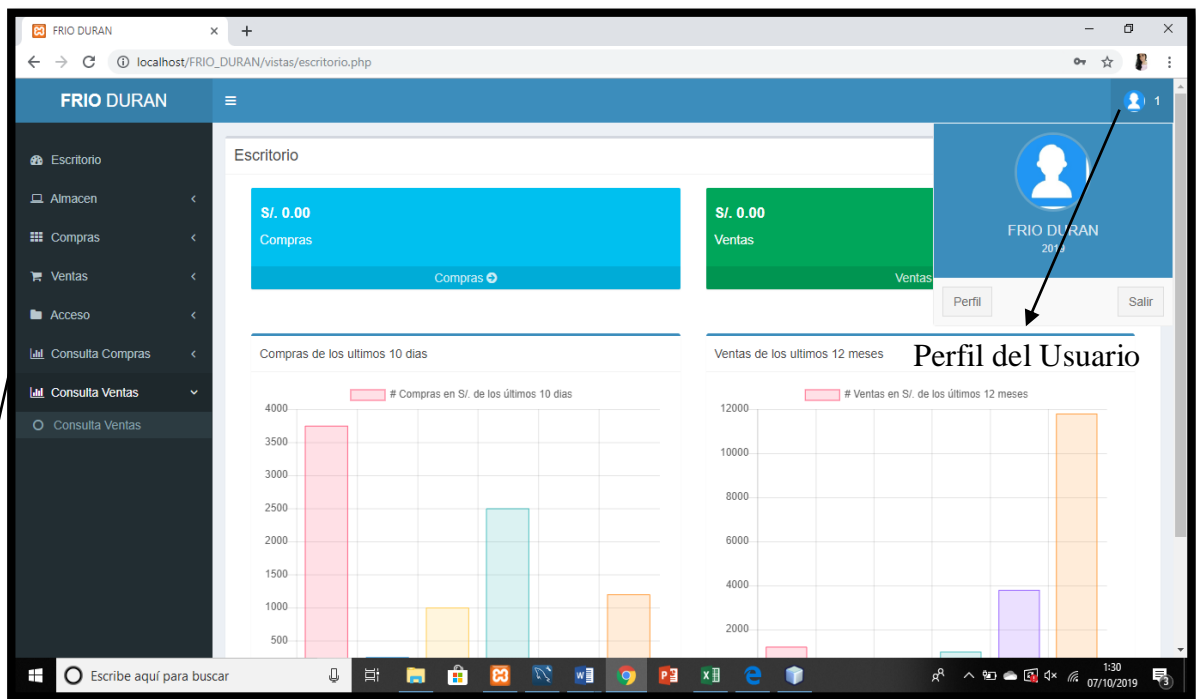 FRIO DURAN
localhost/FRIO_DURAN/vistas/escritorio.php
FRIO DURAN
1
Escritorio
Almacen
Compras
Ventas
Acceso
Consulta Compras
Consulta Ventas
Consulta Ventas
Escritorio
S/. 0.00
Compras
Compras
S/. 0.00
Ventas
Ventas
FRIO DURAN
2019
Perfil
Salir
Perfil del Usuario
Compras de los ultimos 10 dias
# Compras en S/. de los últimos 10 dias
4000
3500
3000
2500
2000
1500
1000
500
Ventas de los ultimos 12 meses
# Ventas en S/. de los últimos 12 meses
12000
10000
8000
6000
4000
2000
Escribe aquí para buscar
1:30
07/10/2019
3